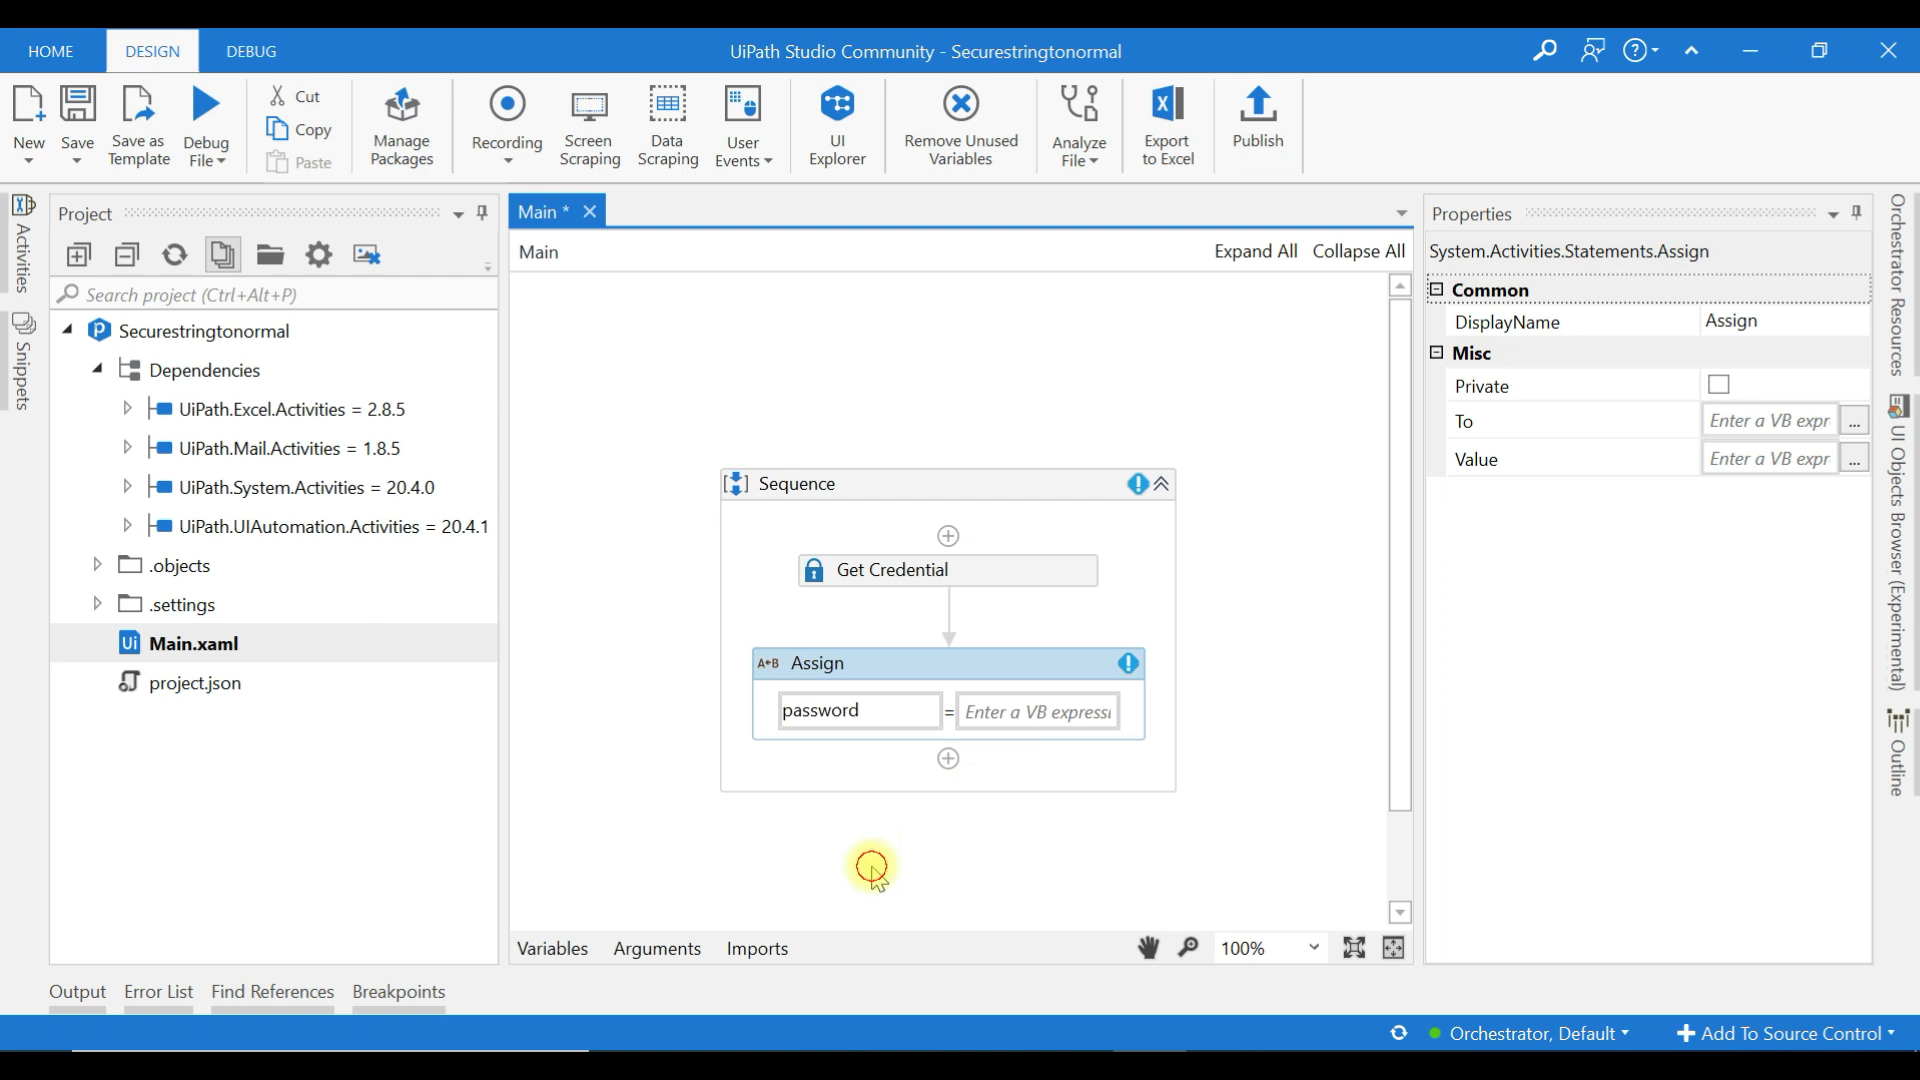 HOME
DESIGN
DEBUG
UiPath Studio Community - Securestringtonormal
New
Save
Save as
Template
Debug
File
Cut
Copy
Paste
Manage
Packages
Recording
Screen
Scraping
Data
Scraping
User
Events
UI
Explorer
Remove Unused
Variables
Analyze
File
Export
to Excel
Publish
Activities
Snippets
Project
Search project (Ctrl+Alt+P)
Securestringtonormal
Dependencies
UiPath.Excel.Activities = 2.8.5
UiPath.Mail.Activities = 1.8.5
UiPath.System.Activities = 20.4.0
UiPath.UIAutomation.Activities = 20.4.1
.objects
.settings
Ui Main.xaml
project.json
Main *
Main
Expand All
Collapse All
Sequence
Get Credential
A+B Assign
password = Enter a VB expressi
Variables
Arguments
Imports
100%
Properties
System.Activities.Statements.Assign
Common
DisplayName
Assign
Misc
Private
To
Enter a VB expr
...
Value
Enter a VB expr
...
Orchestrator Resources
UI Objects Browser (Experimental)
Outline
Output
Error List
Find References
Breakpoints
Orchestrator, Default
Add To Source Control